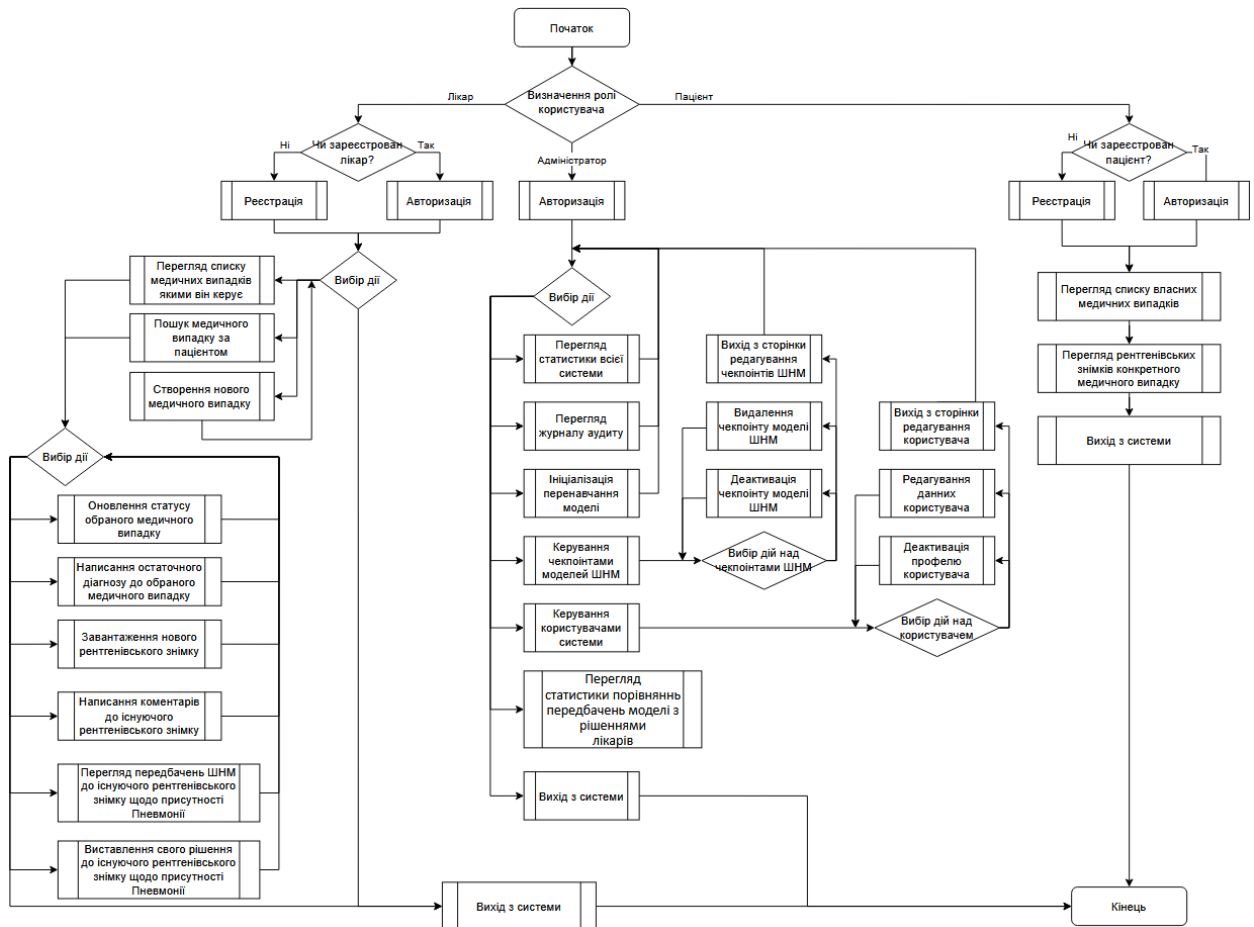 Початок
Визначення ролі
користувача
Лікар
Пацієнт
Адміністратор
Чи зареєстрован
лікар?
Ні
Так
Реєстрація
Авторизація
Вибір дії
Перегляд списку
медичних випадків
якими він керує
Пошук медичного
випадку за
пацієнтом
Створення нового
медичного випадку
Вибір дії
Оновлення статусу
обраного медичного
випадку
Написання остаточного
діагнозу до обраного
медичного випадку
Завантаження нового
рентгенівського знімку
Написання коментарів
до існуючого
рентгенівського знімку
Перегляд передбачень ШНМ
до існуючого рентгенівського
знімку щодо присутності
Пневмонії
Виставлення свого рішення
до існуючого рентгенівського
знімку щодо присутності
Пневмонії
Вихід з системи
Авторизація
Вибір дії
Перегляд
статистики всієї
системи
Перегляд
журналу аудиту
Ініціалізація
перенавчання
моделі
Керування
чекпоінтами
моделей ШНМ
Керування
користувачами
системи
Перегляд
статистики порівняннь
передбачень моделі з
рішеннями
лікарів
Вихід з системи
Вихід з сторінки
редагування
чекпоінтів ШНМ
Видалення
чекпоінту моделі
ШНМ
Деактивація
чекпоінту моделі
ШНМ
Вибір дій над
чекпоінтами ШНМ
Вихід з сторінки
редагування
користувача
Редагування
данних
користувача
Деактивація
профелю
користувача
Вибір дій над
користувачем
Чи зареєстрован
пацієнт?
Ні
Так
Реєстрація
Авторизація
Перегляд списку власних
медичних випадків
Перегляд рентгенівських
знімків конкретного
медичного випадку
Вихід з системи
Кінець